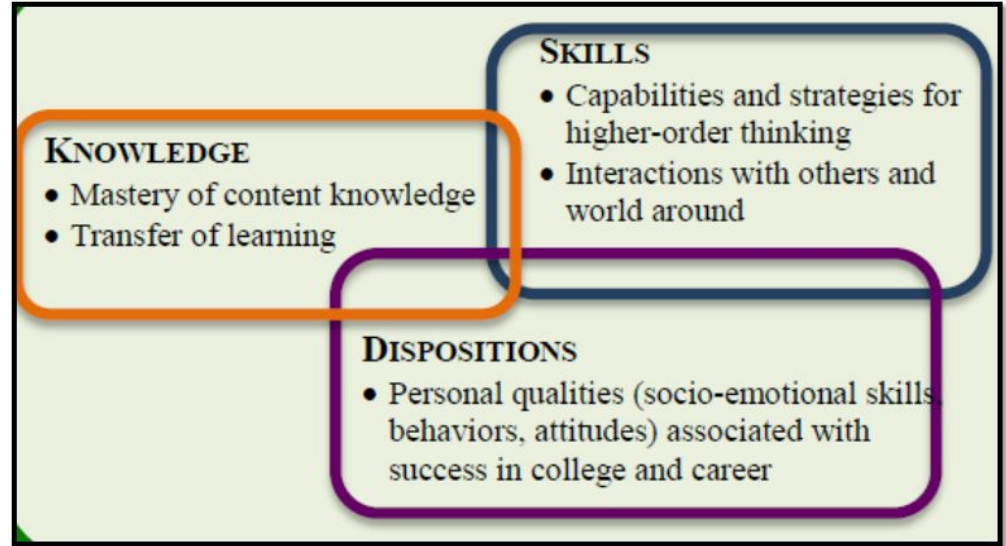 SKILLS
• Capabilities and strategies for
higher-order thinking
• Interactions with others and
world around
KNOWLEDGE
• Mastery of content knowledge
• Transfer of learning
DISPOSITIONS
• Personal qualities (socio-emotional skills,
behaviors, attitudes) associated with
success in college and career